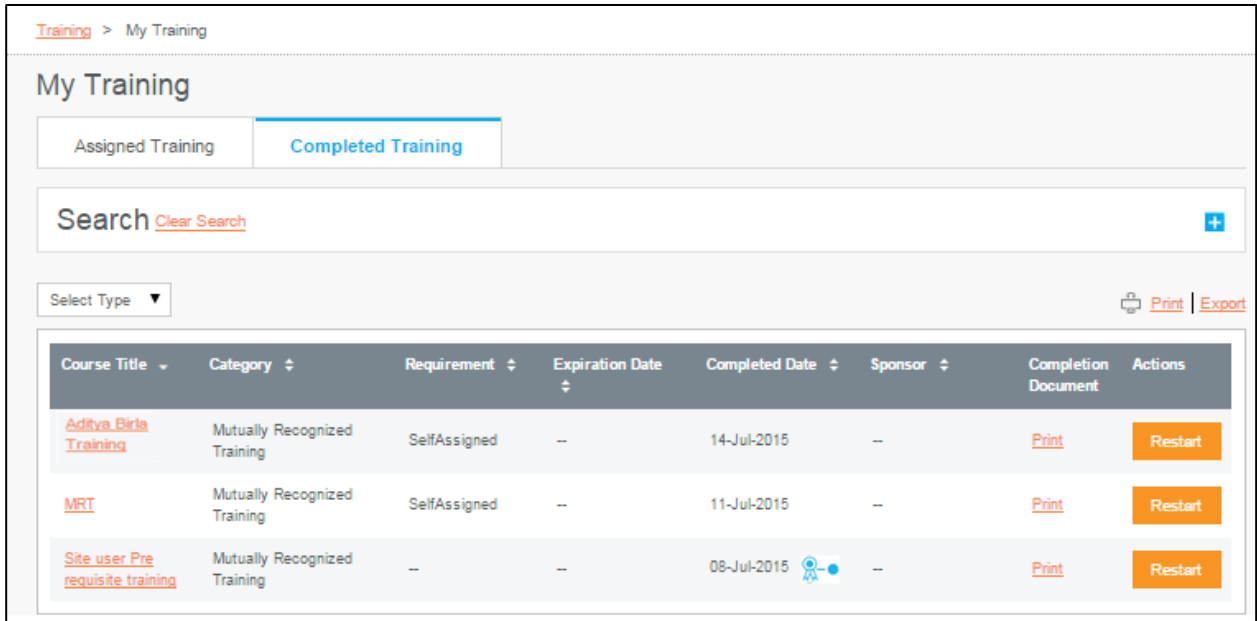 Training > My Training
My Training
Assigned Training Completed Training
Search Clear Search
Select Type Print | Export
Course Title Category Requirement Expiration Date Completed Date Sponsor Completion Document Actions
Aditya Birla Training Mutually Recognized Training SelfAssigned -- 14-Jul-2015 -- Print Restart
MRT Mutually Recognized Training SelfAssigned -- 11-Jul-2015 -- Print Restart
Site user Pre requisite training Mutually Recognized Training -- -- 08-Jul-2015 -- Print Restart